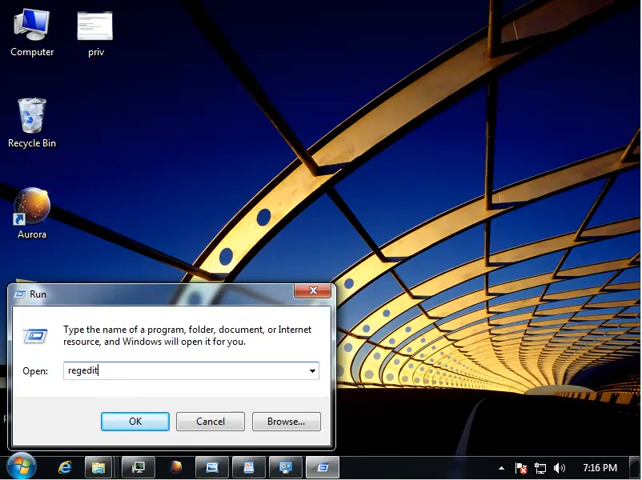 Computer
priv
Recycle Bin
Aurora
Run
Type the name of a program, folder, document, or Internet
resource, and Windows will open it for you.
Open:
regedit
OK
Cancel
Browse...
7:16 PM